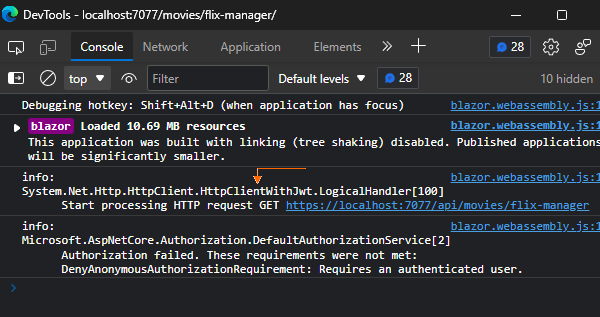 DevTools - localhost:7077/movies/flix-manager/
Console Application Elements 28
top Filter Default levels 28 10 hidden
Debugging hotkey: Shift+Alt+D (when application has focus) blazor.webassembly.js:1
blazor Loaded 10.69 MB resources blazor.webassembly.js:1
This application was built with linking (tree shaking) disabled. Published applications
will be significantly smaller.
info: blazor.webassembly.js:1
System.Net.Http.HttpClient.HttpClientWithJwt.LogicalHandler[100]
Start processing HTTP request GET https://localhost:7077/api/movies/flix-manager
info: blazor.webassembly.js:1
Microsoft.AspNetCore.Authorization.DefaultAuthorizationService[2]
Authorization failed. These requirements were not met:
DenyAnonymousAuthorizationRequirement: Requires an authenticated user.